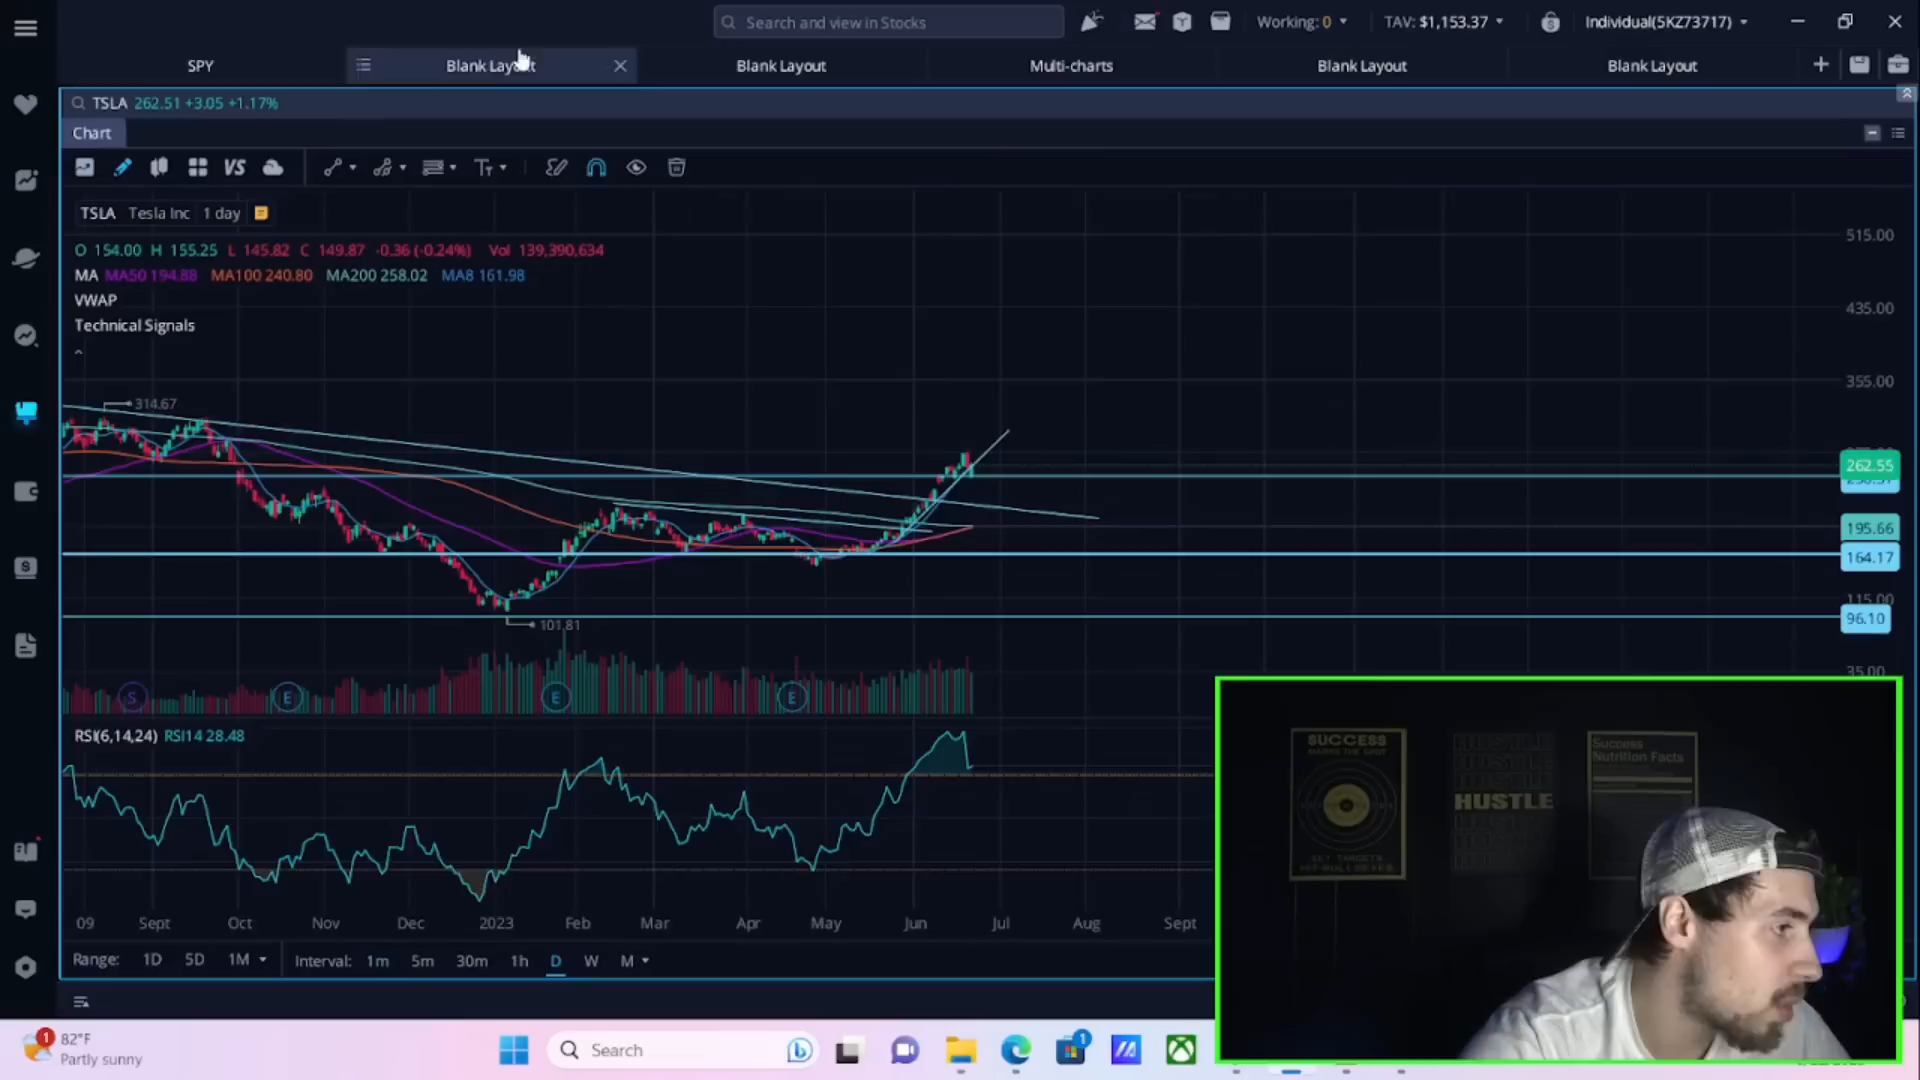 Search and view in Stocks
Working: 0
TAV: $1,153.37
Individual(5KZ73717)
SPY
Blank Layout
Blank Layout
Multi-charts
Blank Layout
Blank Layout
TSLA 262.51 +3.05 +1.17%
Chart
VS
TSLA Tesla Inc 1 day
O 154.00 H 155.25 L 145.82 C 149.87 -0.36 (-0.24%) Vol 139,390,634
MA MA50 194.88 MA100 240.80 MA200 258.02 MA8 161.98
VWAP
Technical Signals
515.00
435.00
355.00
314.67
262.55
195.66
164.17
115.00
96.10
101.81
35.00
S E E E
RSI(6,14,24) RSI14 28.48
09 Sept Oct Nov Dec 2023 Feb Mar Apr May Jun Jul Aug Sept
Range: 1D 5D 1M Interval: 1m 5m 30m 1h D W M
SUCCESS
HUSTLE
Success
Nutrition Facts
1
82°F
Partly sunny
Search
1